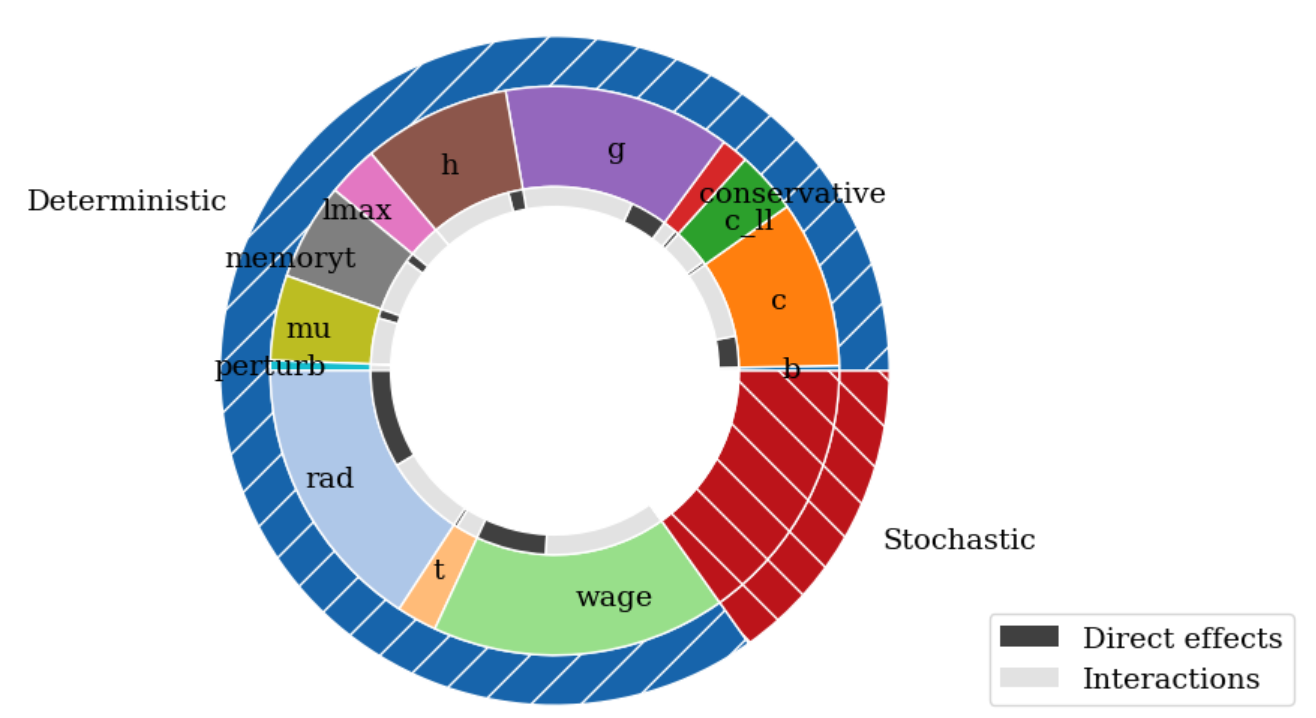 g
h
conservative
Deterministic
lmax
c_ll
memoryt
c
mu
perturb
b
rad
Stochastic
t
wage
Direct effects
Interactions